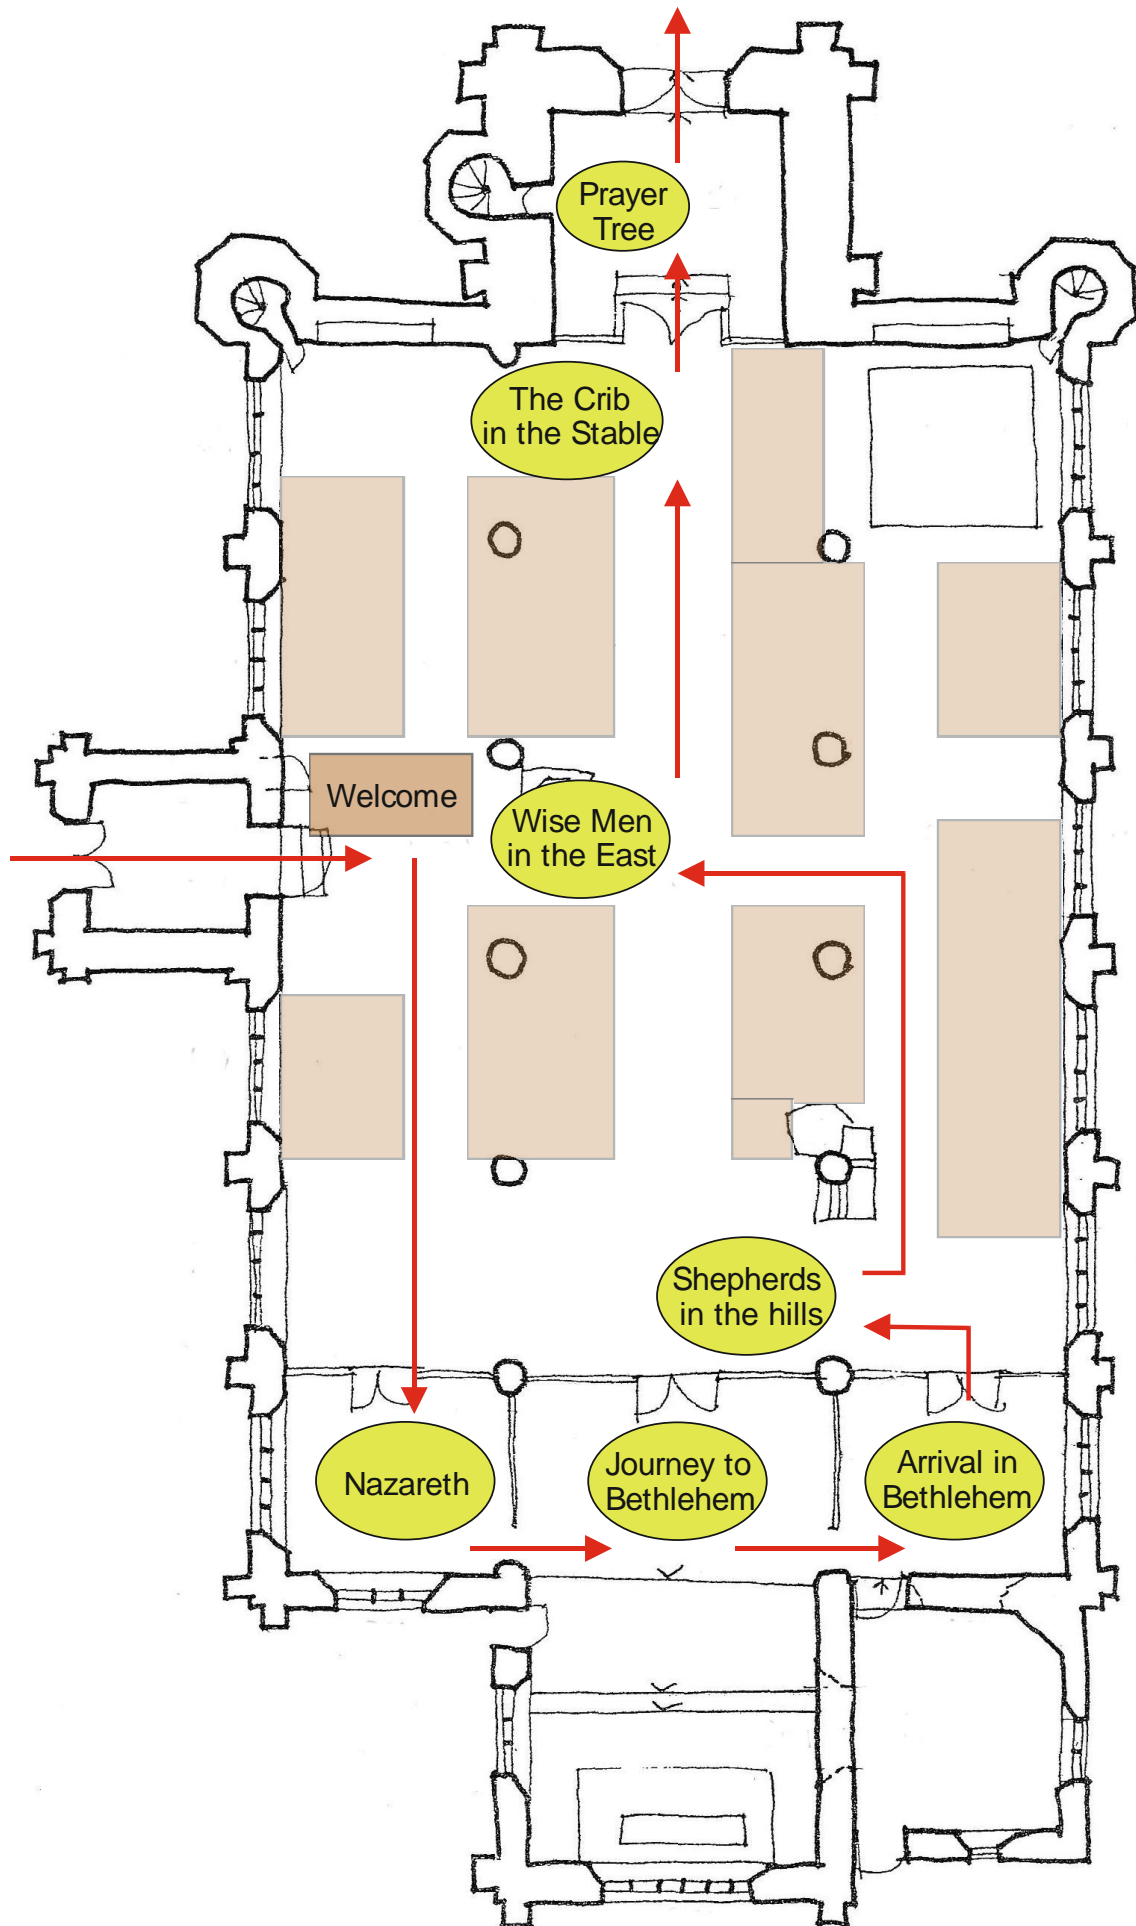 Prayer
Tree
The Crib
in the Stable
Welcome
Wise Men
in the East
Shepherds
in the hills
Nazareth
Journey to
Bethlehem
Arrival in
Bethlehem